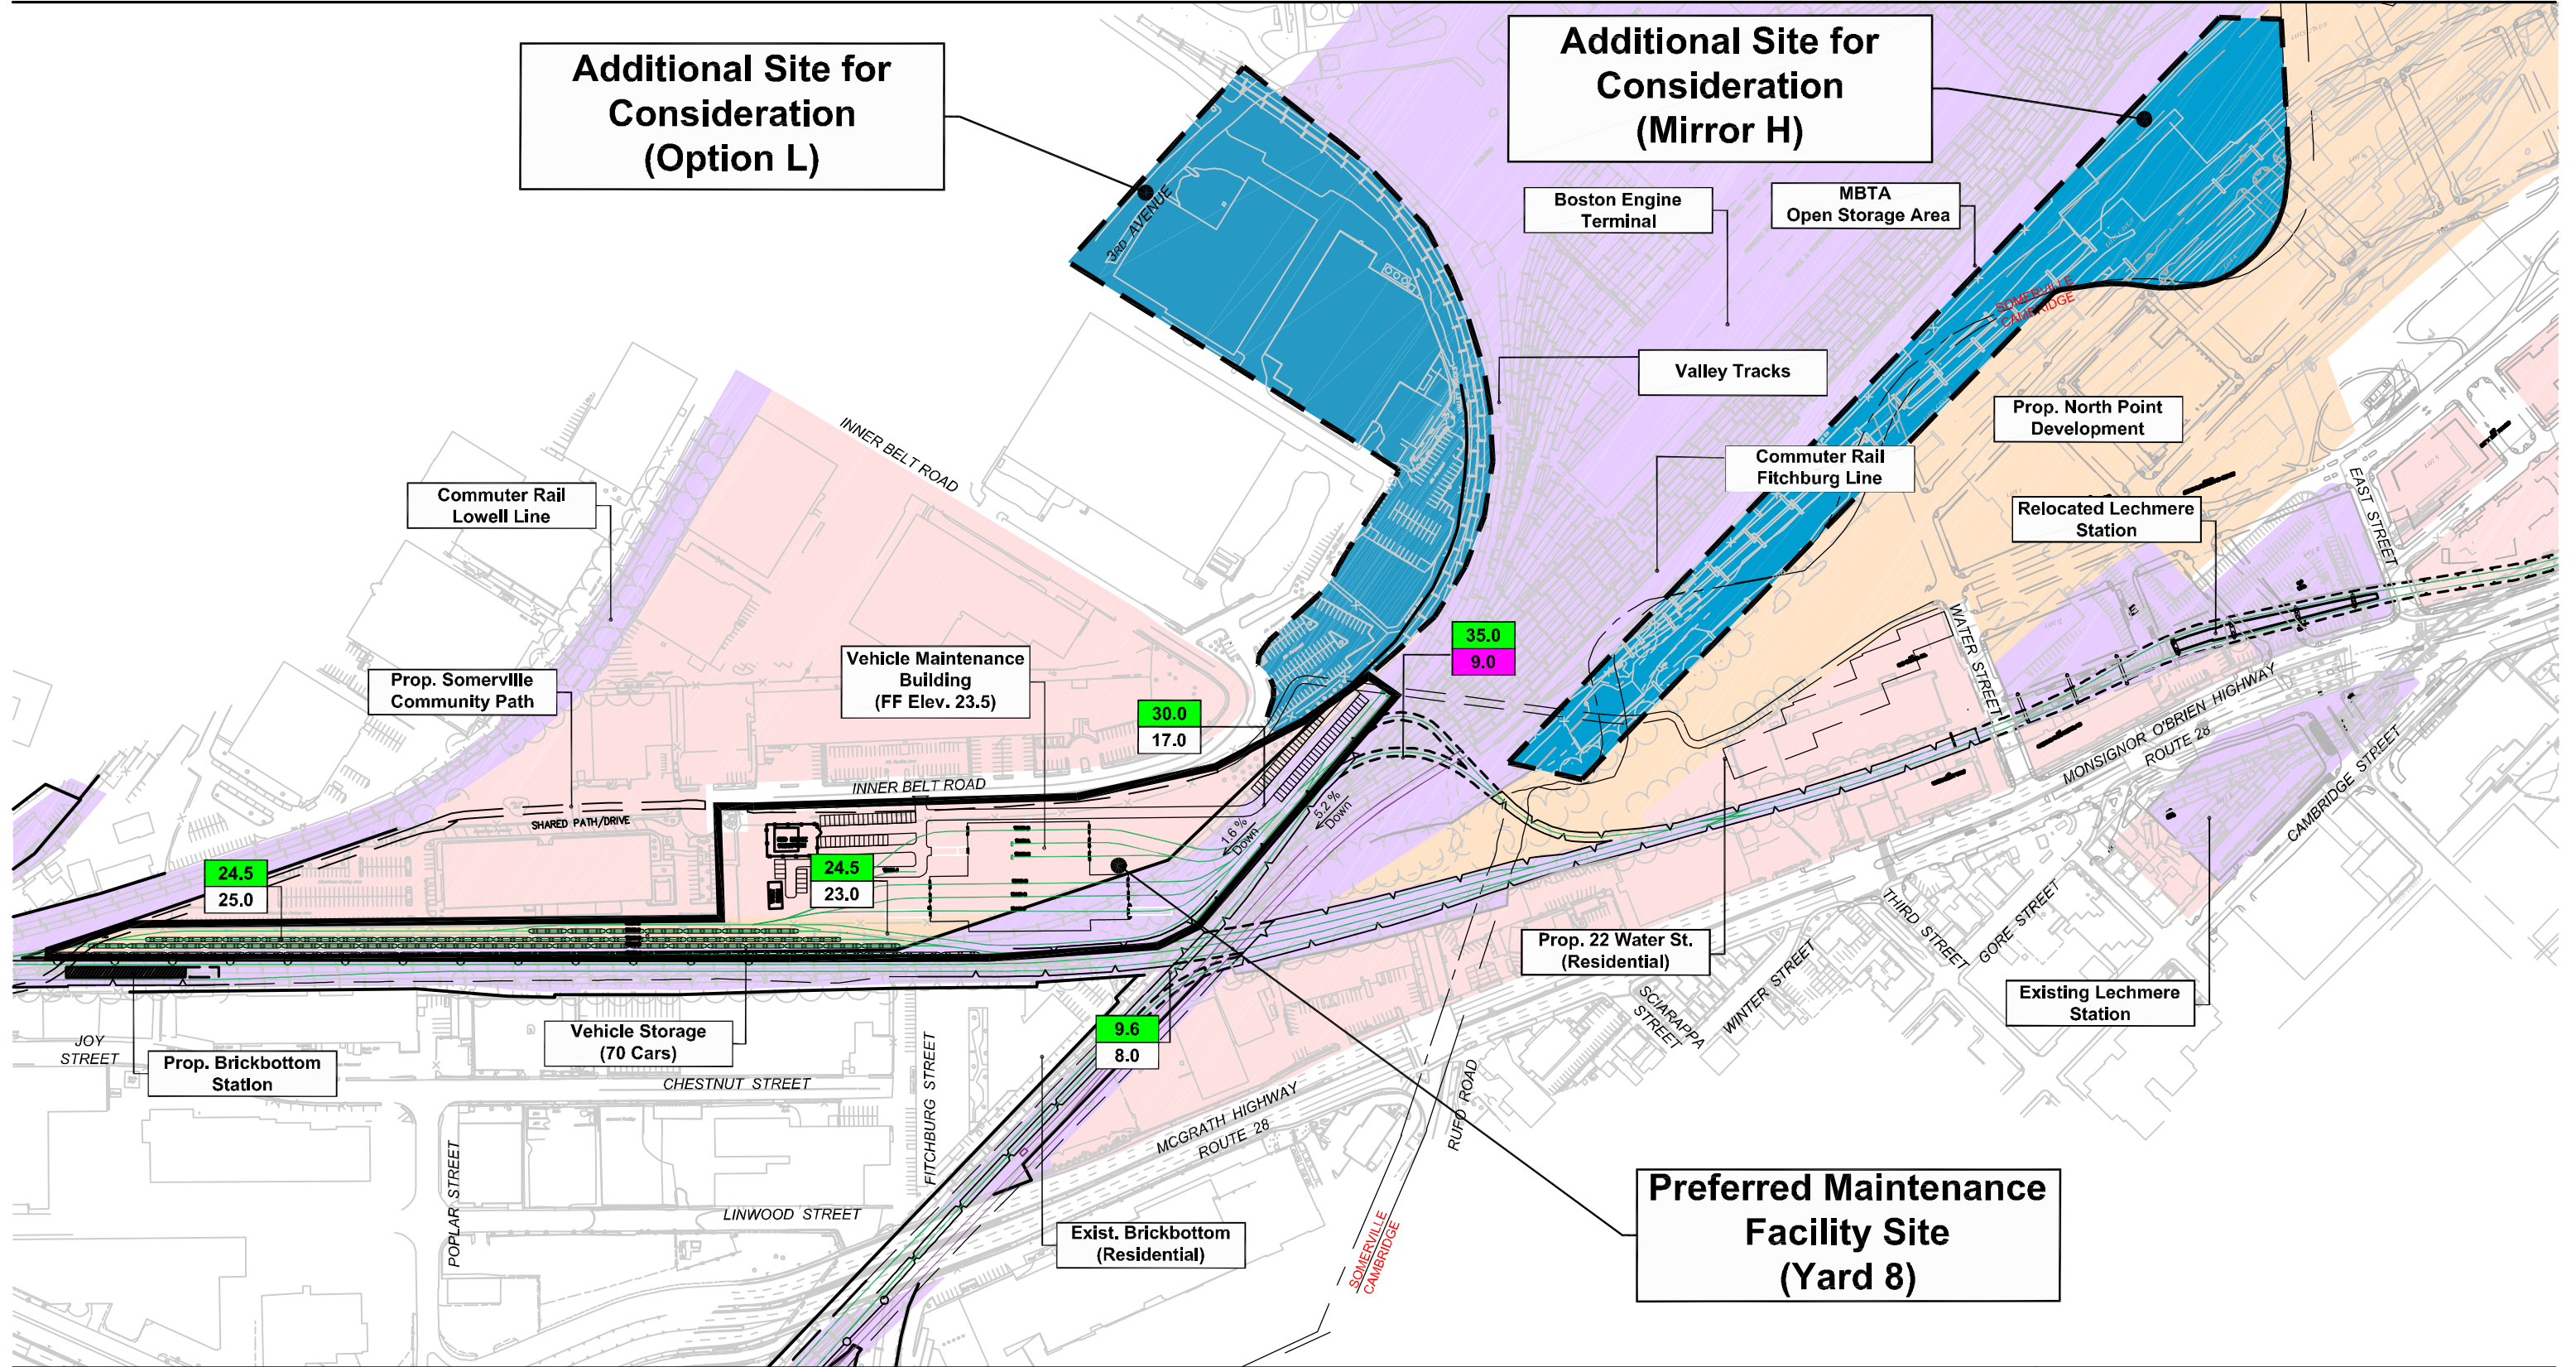 Additional Site for
Consideration
(Option L)
Additional Site for
Consideration
(Mirror H)
Boston Engine
Terminal
MBTA
Open Storage Area
3RD AVENUE
SOMERVILLE
CAMBRIDGE
Valley Tracks
Prop. North Point
Development
INNER BELT ROAD
Commuter Rail
Fitchburg Line
Commuter Rail
Lowell Line
Relocated Lechmere
Station
EAST STREET
WATER STREET
Prop. Somerville
Community Path
Vehicle Maintenance
Building
(FF Elev. 23.5)
35.0
9.0
30.0
17.0
MONSIGNOR O'BRIEN HIGHWAY
ROUTE 28
CAMBRIDGE STREET
INNER BELT ROAD
SHARED PATH/DRIVE
1.6 %
Down
5.2 %
Down
24.5
25.0
24.5
23.0
THIRD STREET
GORE STREET
Prop. 22 Water St.
(Residential)
SCIARAPPA
STREET
WINTER STREET
Existing Lechmere
Station
9.6
8.0
JOY
STREET
Prop. Brickbottom
Station
Vehicle Storage
(70 Cars)
CHESTNUT STREET
FITCHBURG STREET
MCGRATH HIGHWAY
ROUTE 28
RUFO ROAD
POPLAR STREET
LINWOOD STREET
Exist. Brickbottom
(Residential)
SOMERVILLE
CAMBRIDGE
Preferred Maintenance
Facility Site
(Yard 8)